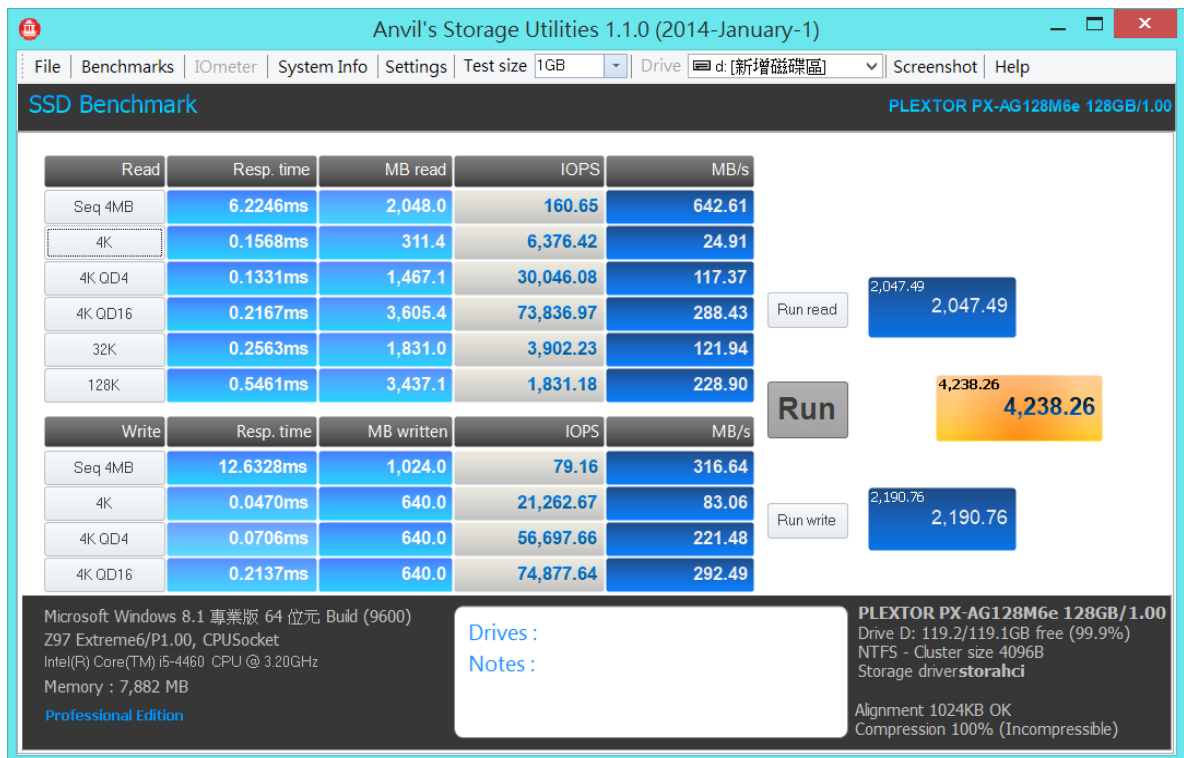 Anvil's Storage Utilities 1.1.0 (2014-January-1)
File Benchmarks IOmeter System Info Settings Test size 1GB Drive d: [新增磁碟區] Screenshot Help
SSD Benchmark PLEXTOR PX-AG128M6e 128GB/1.00
Read Resp. time MB read IOPS MB/s
Seq 4MB 6.2246ms 2,048.0 160.65 642.61
4K 0.1568ms 311.4 6,376.42 24.91
4K QD4 0.1331ms 1,467.1 30,046.08 117.37
4K QD16 0.2167ms 3,605.4 73,836.97 288.43
32K 0.2563ms 1,831.0 3,902.23 121.94
128K 0.5461ms 3,437.1 1,831.18 228.90
Run read
2,047.49
2,047.49
Run
4,238.26
4,238.26
Write Resp. time MB written IOPS MB/s
Seq 4MB 12.6328ms 1,024.0 79.16 316.64
4K 0.0470ms 640.0 21,262.67 83.06
4K QD4 0.0706ms 640.0 56,697.66 221.48
4K QD16 0.2137ms 640.0 74,877.64 292.49
Run write
2,190.76
2,190.76
Microsoft Windows 8.1 專業版 64 位元 Build (9600)
Z97 Extreme6/P1.00, CPUSocket
Intel(R) Core(TM) i5-4460 CPU @ 3.20GHz
Memory : 7,882 MB
Professional Edition
Drives :
Notes :
PLEXTOR PX-AG128M6e 128GB/1.00
Drive D: 119.2/119.1GB free (99.9%)
NTFS - Cluster size 4096B
Storage driverstorahci
Alignment 1024KB OK
Compression 100% (Incompressible)